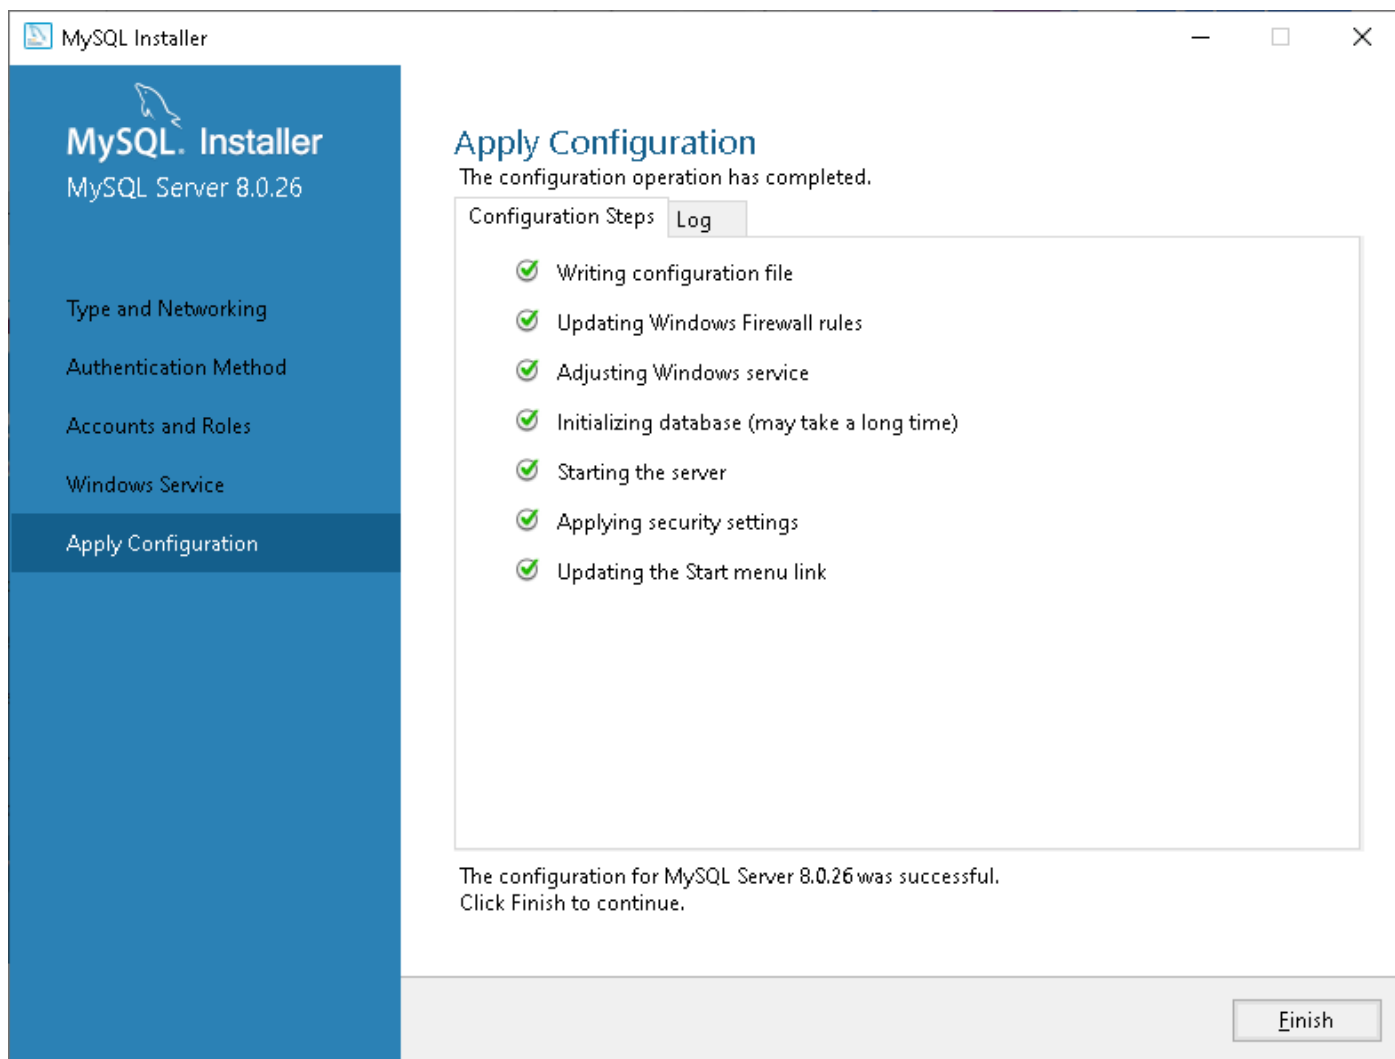 MySQL Installer
MySQL. Installer
MySQL Server 8.0.26
Type and Networking
Authentication Method
Accounts and Roles
Windows Service
Apply Configuration
Apply Configuration
The configuration operation has completed.
Configuration Steps
Log
Writing configuration file
Updating Windows Firewall rules
Adjusting Windows service
Initializing database (may take a long time)
Starting the server
Applying security settings
Updating the Start menu link
The configuration for MySQL Server 8.0.26 was successful.
Click Finish to continue.
Finish